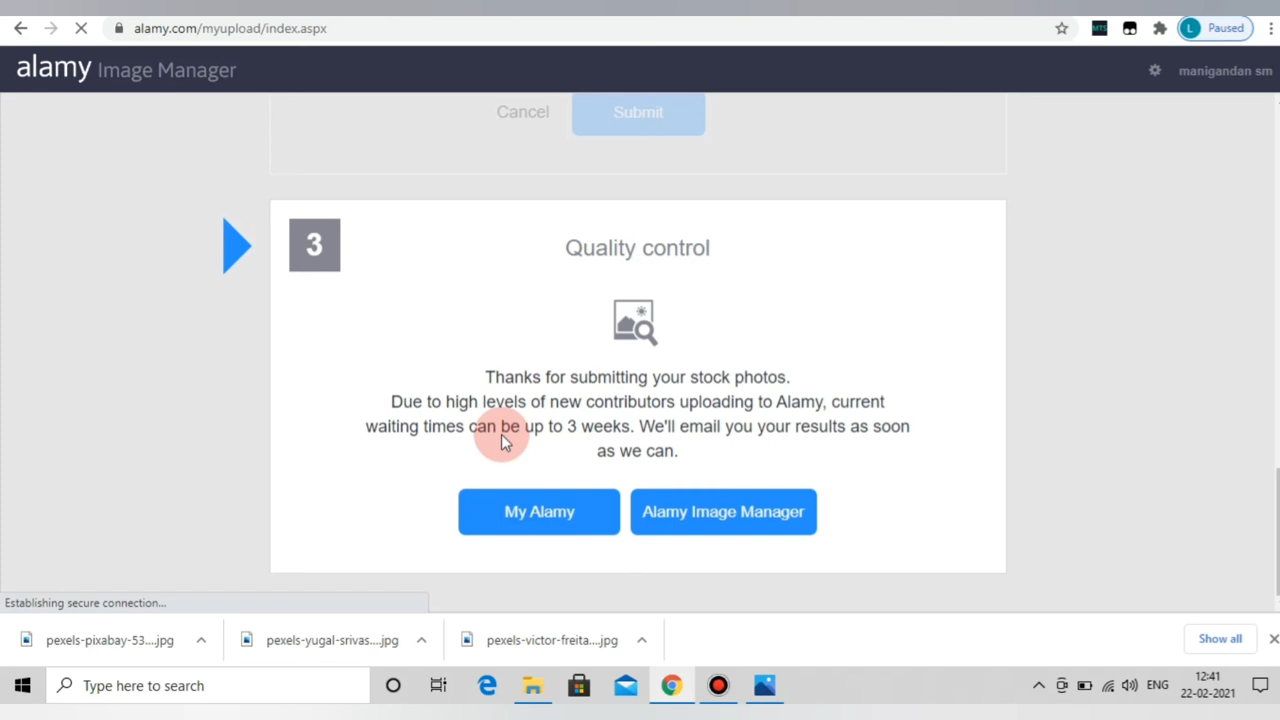 alamy.com/myupload/index.aspx
MTS
L Paused
alamy Image Manager
manigandan sm
Cancel
Submit
3
Quality control
Thanks for submitting your stock photos.
Due to high levels of new contributors uploading to Alamy, current
waiting times can be up to 3 weeks. We'll email you your results as soon
as we can.
My Alamy
Alamy Image Manager
Establishing secure connection...
pexels-pixabay-53....jpg
pexels-yugal-srivas....jpg
pexels-victor-freita....jpg
Show all
Type here to search
ENG
12:41
22-02-2021